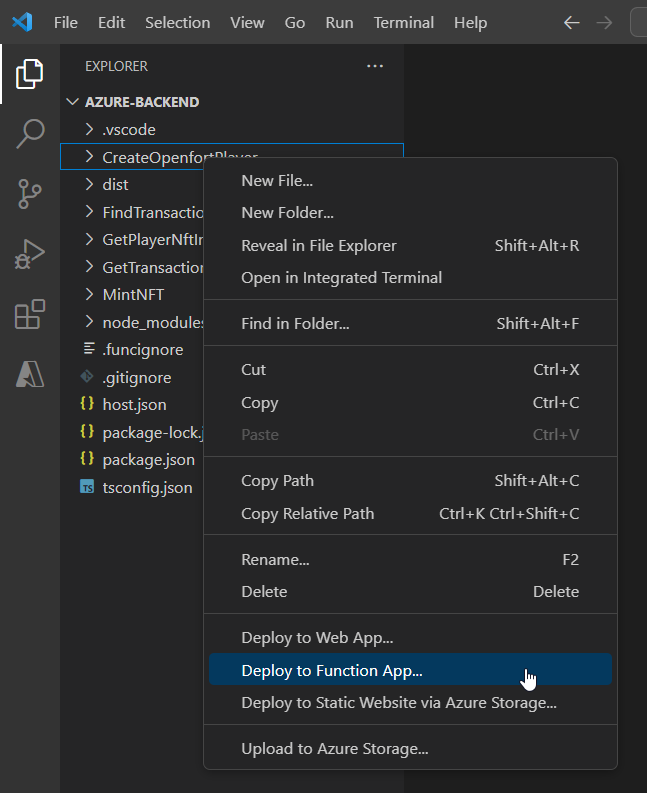 File Edit Selection View Go Run Terminal Help
EXPLORER
AZURE-BACKEND
.vscode
CreateOpenfortPlayer
dist
FindTransactio
GetPlayerNftIn
GetTransaction
MintNFT
node_modules
.funcignore
.gitignore
host.json
package-lock.j
package.json
TS tsconfig.json
New File...
New Folder...
Reveal in File Explorer Shift+Alt+R
Open in Integrated Terminal
Find in Folder... Shift+Alt+F
Cut Ctrl+X
Copy Ctrl+C
Paste Ctrl+V
Copy Path Shift+Alt+C
Copy Relative Path Ctrl+K Ctrl+Shift+C
Rename... F2
Delete Delete
Deploy to Web App...
Deploy to Function App...
Deploy to Static Website via Azure Storage...
Upload to Azure Storage...